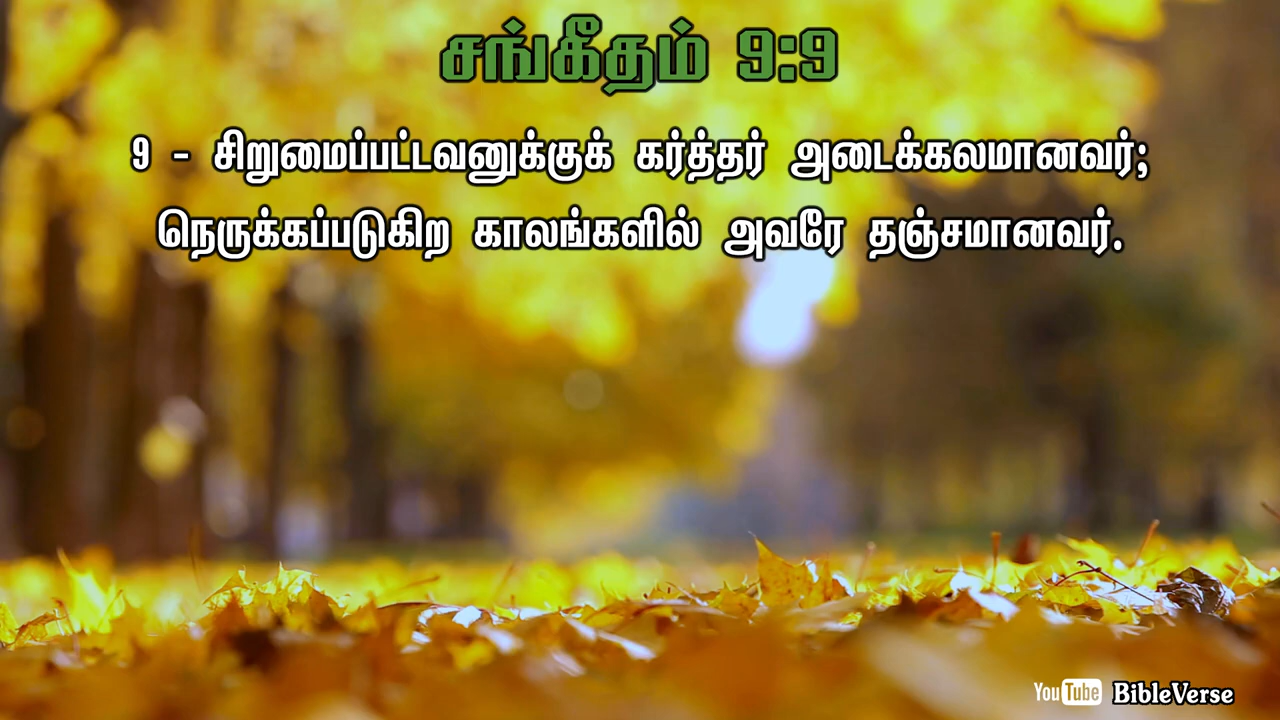 சங்கீதம் 9:9
9 - சிறுமைப்பட்டவனுக்குக் கர்த்தர் அடைக்கலமானவர்;
நெருக்கப்படுகிற காலங்களில் அவரே தஞ்சமானவர்.
YouTube BibleVerse